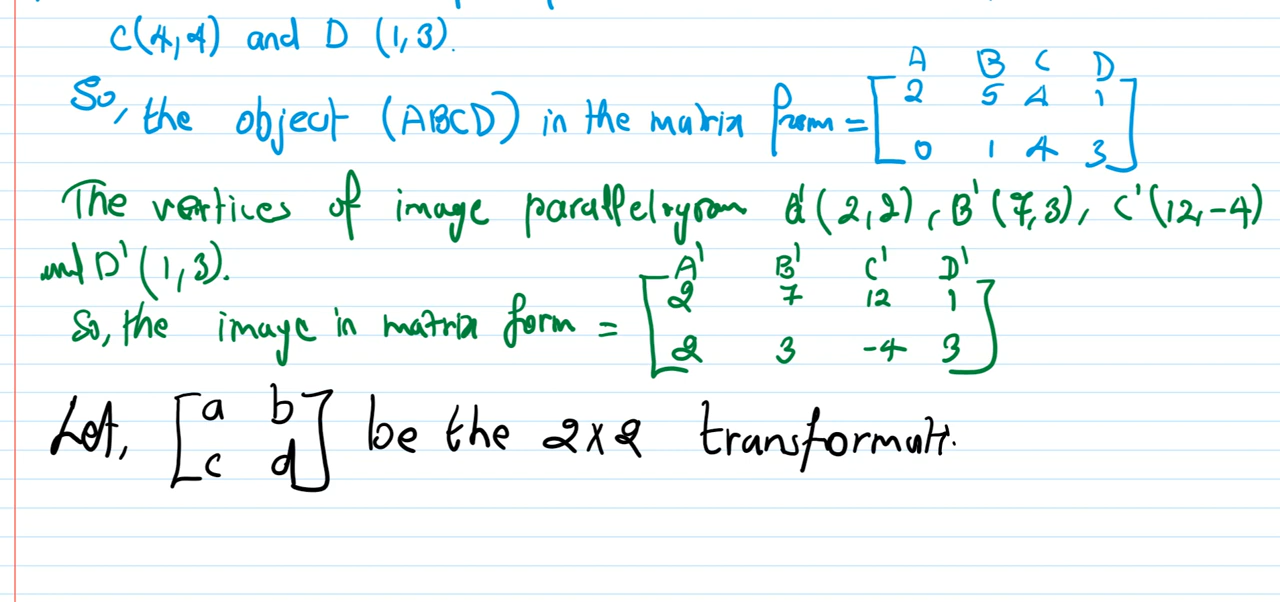 C(4,4) and D (1,3).
A B C D
So, the object (ABCD) in the matrix form = [2 5 4 1
0 1 4 3]
The vertices of image parallelogram A'(2,2), B'(7,3), C'(12,-4)
and D'(1,3).
A' B' C' D'
So, the image in matrix form = [2 7 12 1
2 3 -4 3]
Let, [a b
c d] be the 2×2 transformati